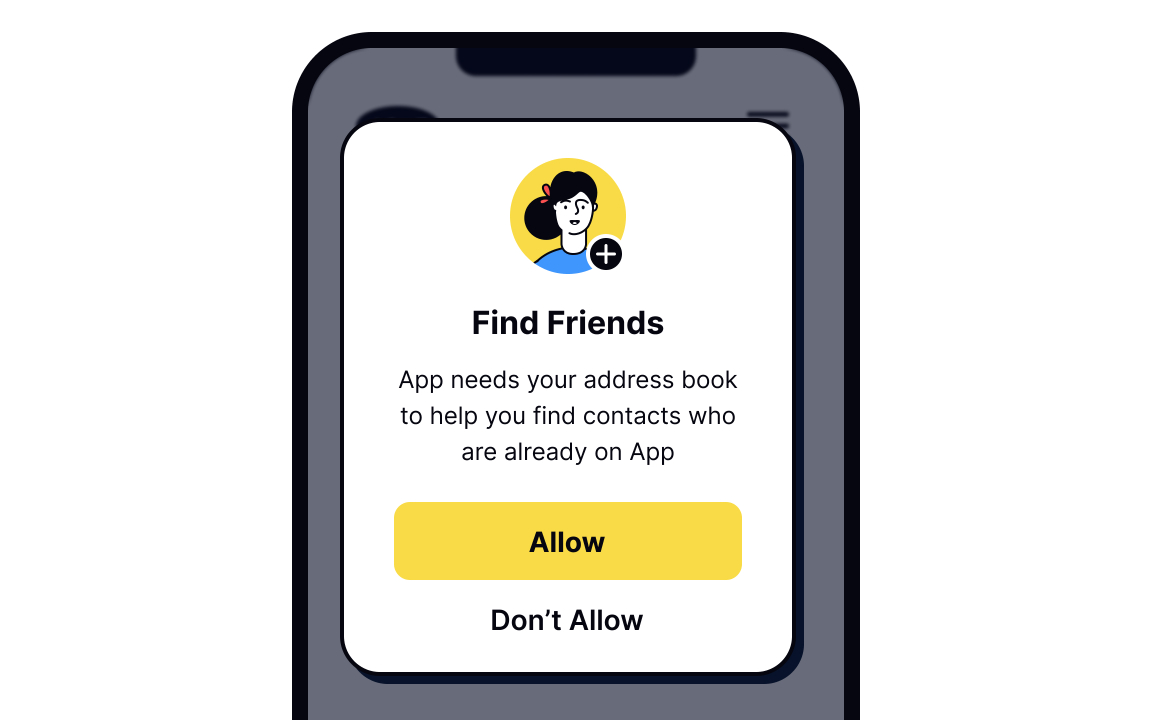 Find Friends
App needs your address book
to help you find contacts who
are already on App
Allow
Don’t Allow